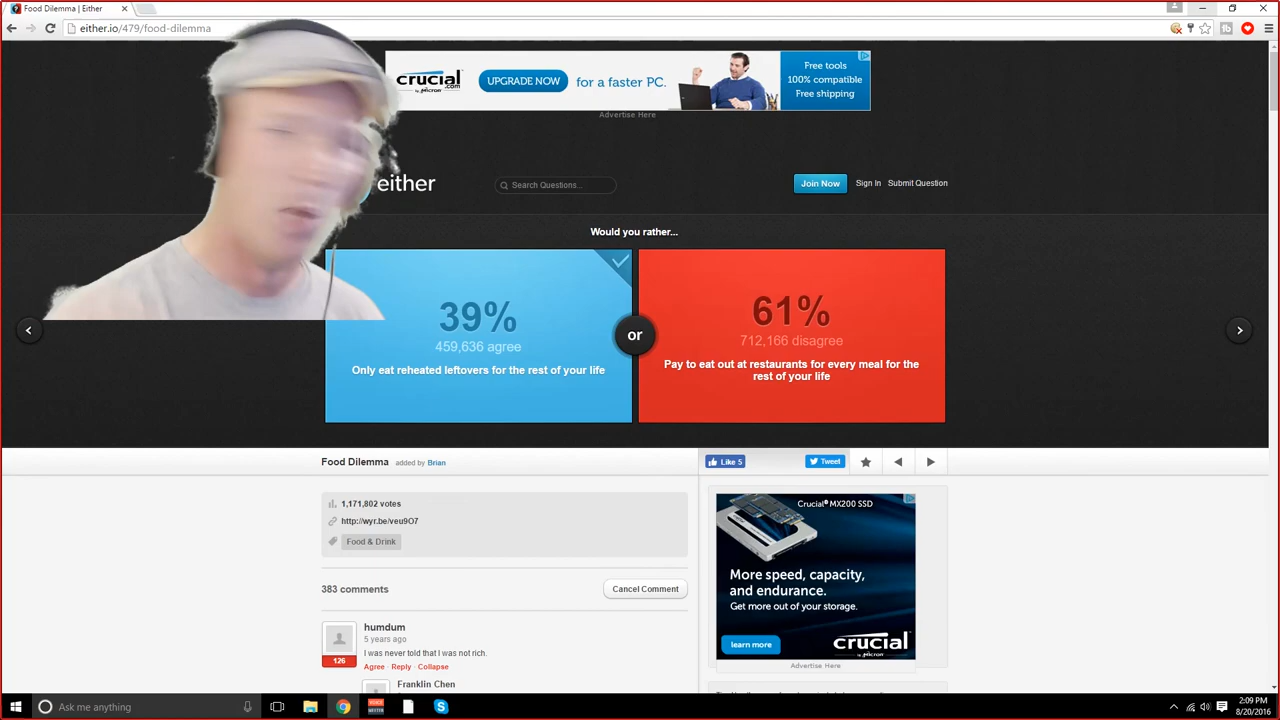 Food Dilemma | Either
either.io/479/food-dilemma
crucial
.com
by Micron
UPGRADE NOW
for a faster PC.
Free tools
100% compatible
Free shipping
Advertise Here
either
Search Questions...
Join Now
Sign In
Submit Question
Would you rather...
39%
459,636 agree
Only eat reheated leftovers for the rest of your life
or
61%
712,166 disagree
Pay to eat out at restaurants for every meal for the
rest of your life
Food Dilemma added by Brian
Like 5
Tweet
1,171,802 votes
http://wyr.be/veu9O7
Food & Drink
383 comments
Cancel Comment
humdum
5 years ago
126
I was never told that I was not rich.
Agree · Reply · Collapse
Franklin Chen
Crucial® MX200 SSD
More speed, capacity,
and endurance.
Get more out of your storage.
learn more
crucial
by Micron
Advertise Here
Ask me anything
2:09 PM
8/20/2016